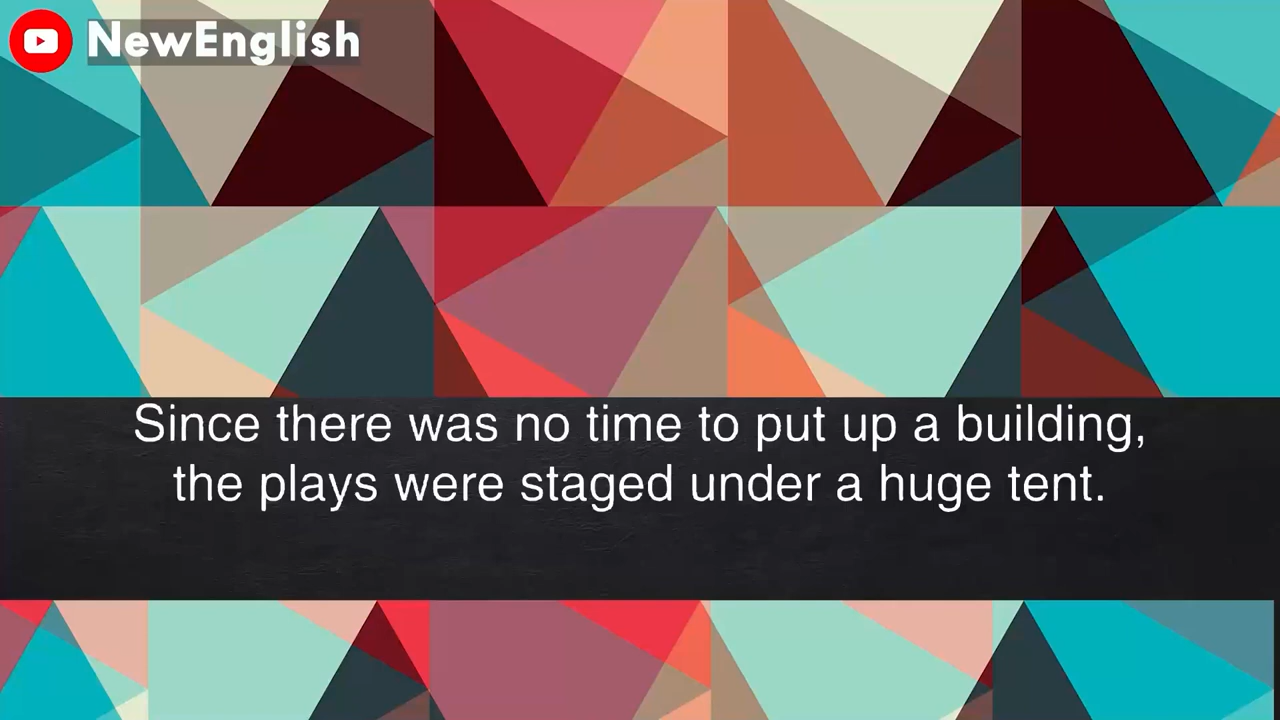 NewEnglish
Since there was no time to put up a building,
the plays were staged under a huge tent.